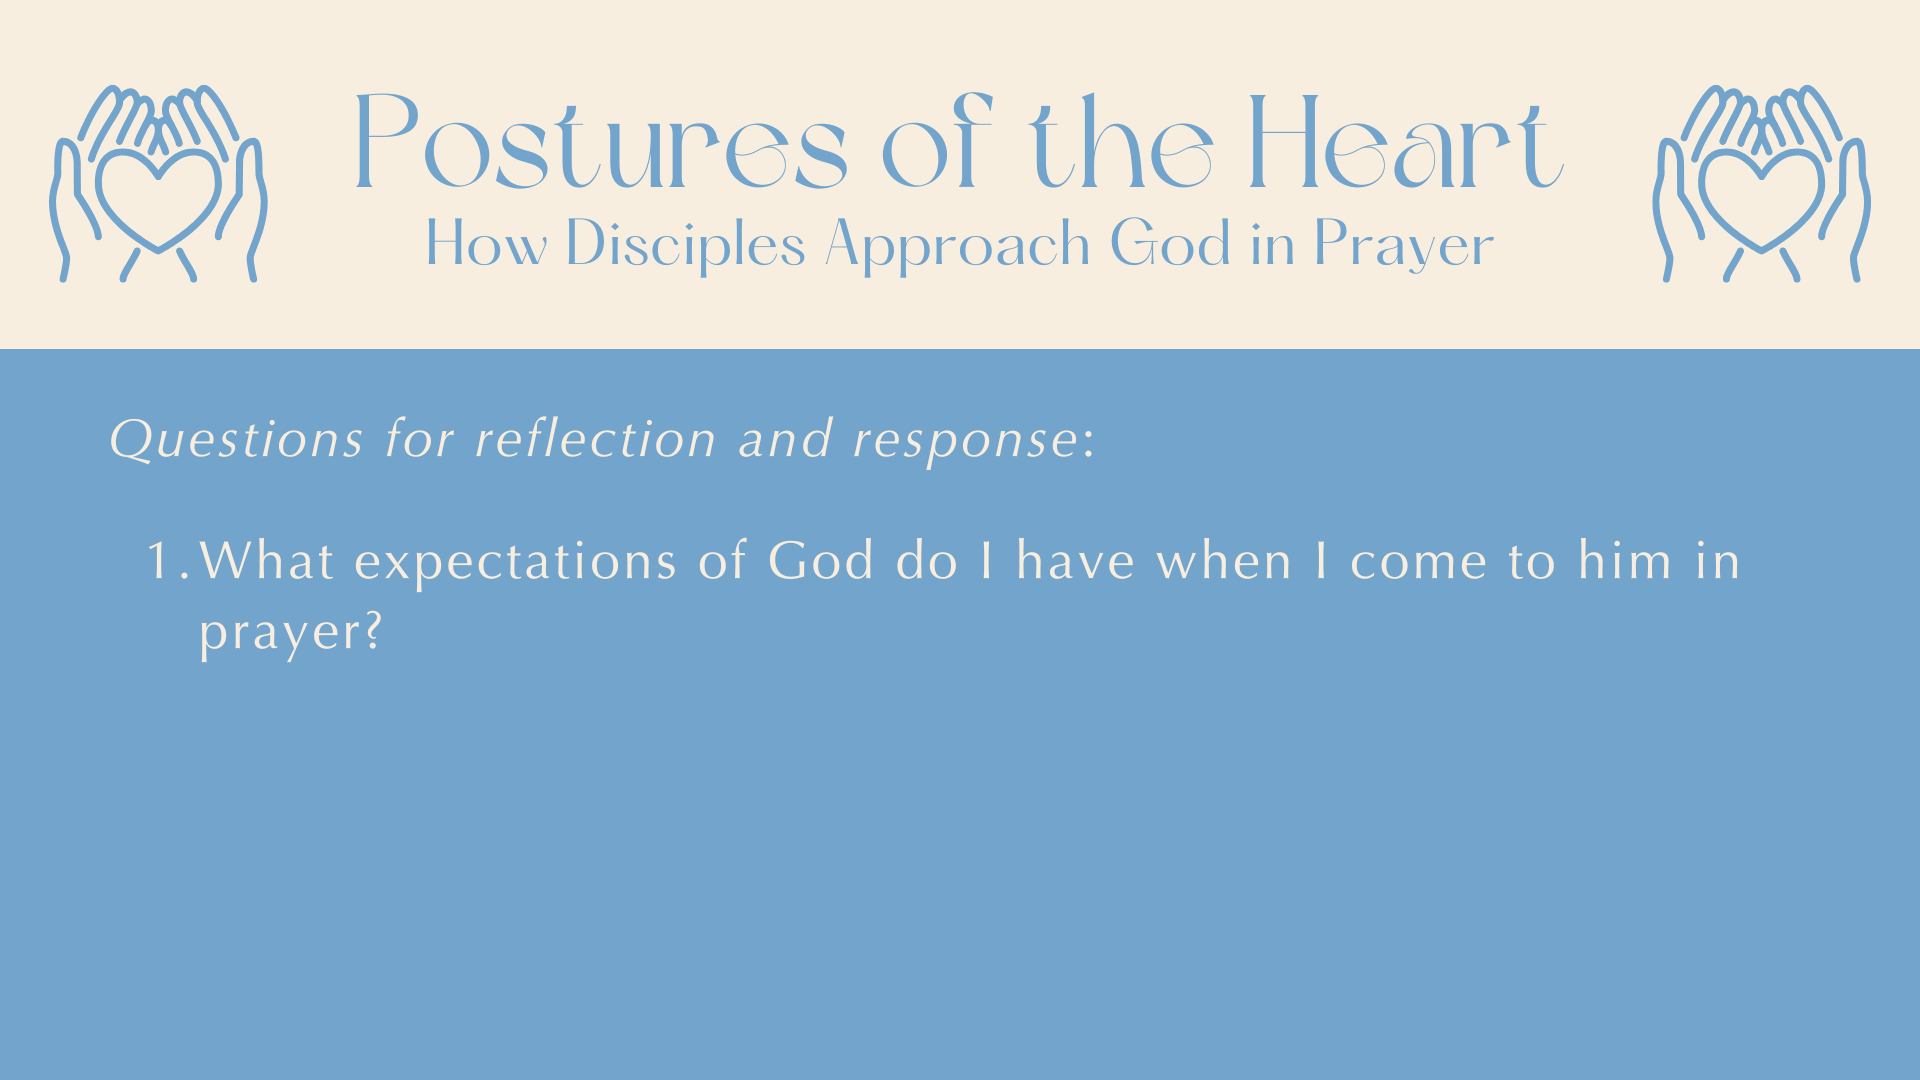 Postures of the Heart
How Disciples Approach God in Prayer
Questions for reflection and response:
1. What expectations of God do I have when I come to him in
prayer?